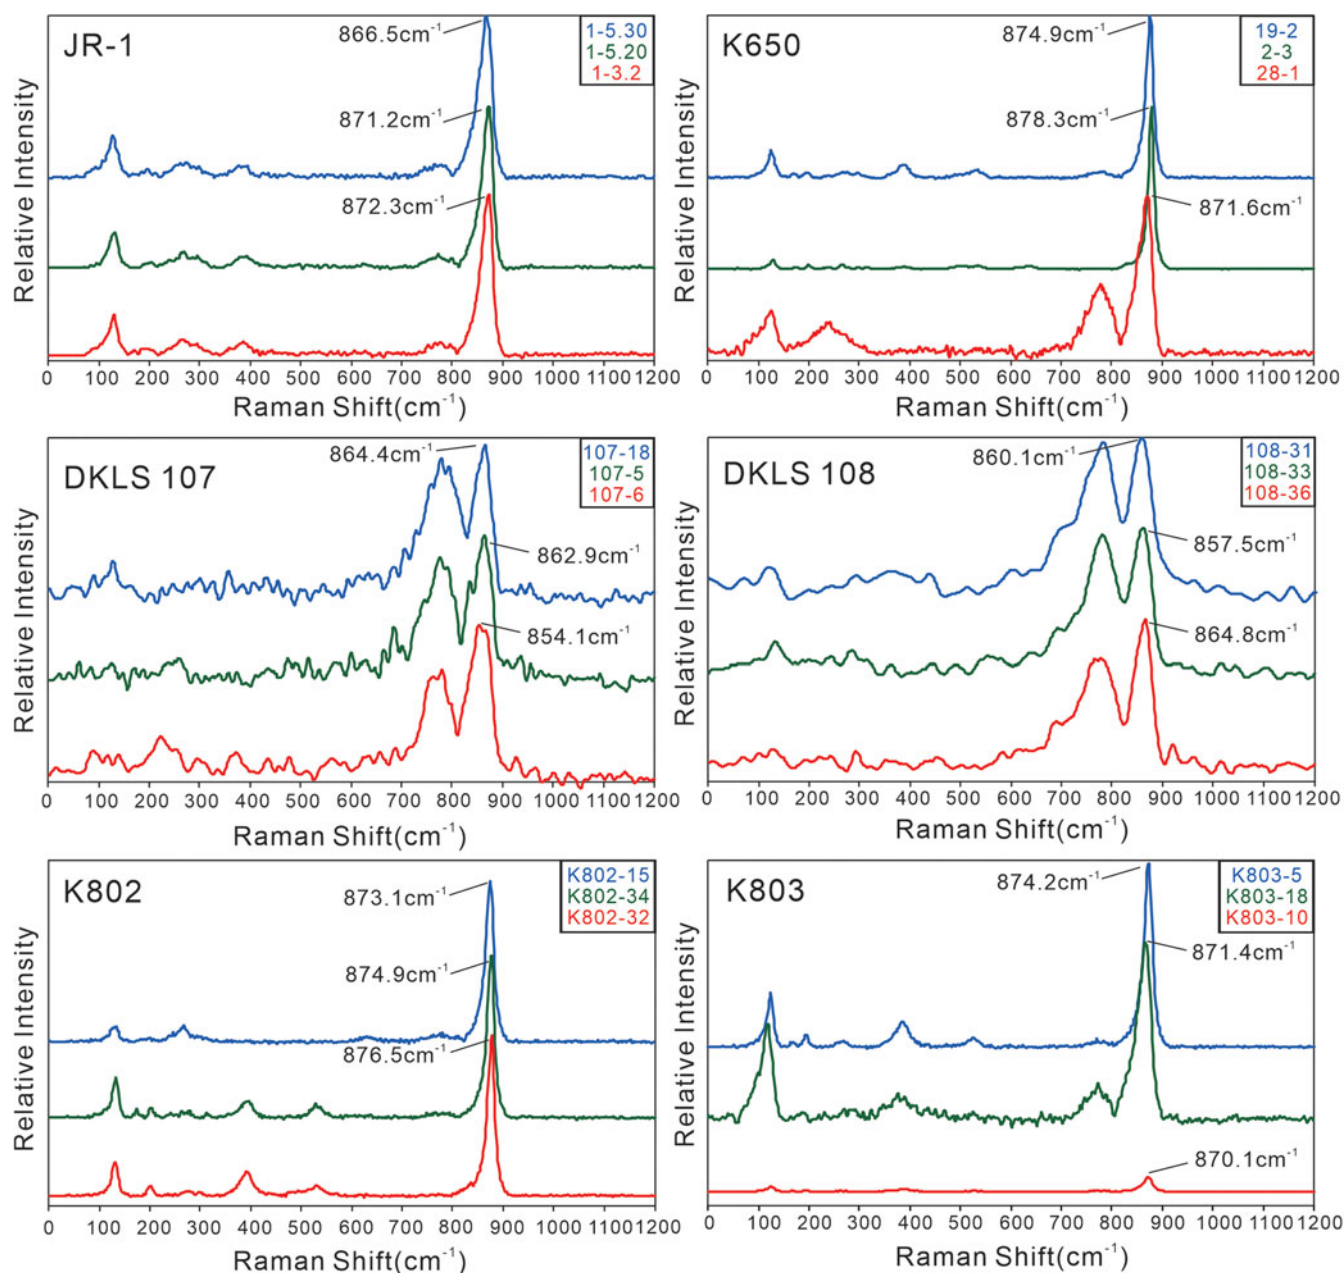 JR-1
866.5cm⁻¹
871.2cm⁻¹
872.3cm⁻¹
1-5.30
1-5.20
1-3.2
Relative Intensity
0 100 200 300 400 500 600 700 800 900 1000 1100 1200
Raman Shift(cm⁻¹)
K650
874.9cm⁻¹
878.3cm⁻¹
871.6cm⁻¹
19-2
2-3
28-1
Relative Intensity
0 100 200 300 400 500 600 700 800 900 1000 1100 1200
Raman Shift(cm⁻¹)
DKLS 107
864.4cm⁻¹
862.9cm⁻¹
854.1cm⁻¹
107-18
107-5
107-6
Relative Intensity
0 100 200 300 400 500 600 700 800 900 1000 1100 1200
Raman Shift(cm⁻¹)
DKLS 108
860.1cm⁻¹
857.5cm⁻¹
864.8cm⁻¹
108-31
108-33
108-36
Relative Intensity
0 100 200 300 400 500 600 700 800 900 1000 1100 1200
Raman Shift(cm⁻¹)
K802
873.1cm⁻¹
874.9cm⁻¹
876.5cm⁻¹
K802-15
K802-34
K802-32
Relative Intensity
0 100 200 300 400 500 600 700 800 900 1000 1100 1200
Raman Shift(cm⁻¹)
K803
874.2cm⁻¹
871.4cm⁻¹
870.1cm⁻¹
K803-5
K803-18
K803-10
Relative Intensity
0 100 200 300 400 500 600 700 800 900 1000 1100 1200
Raman Shift(cm⁻¹)